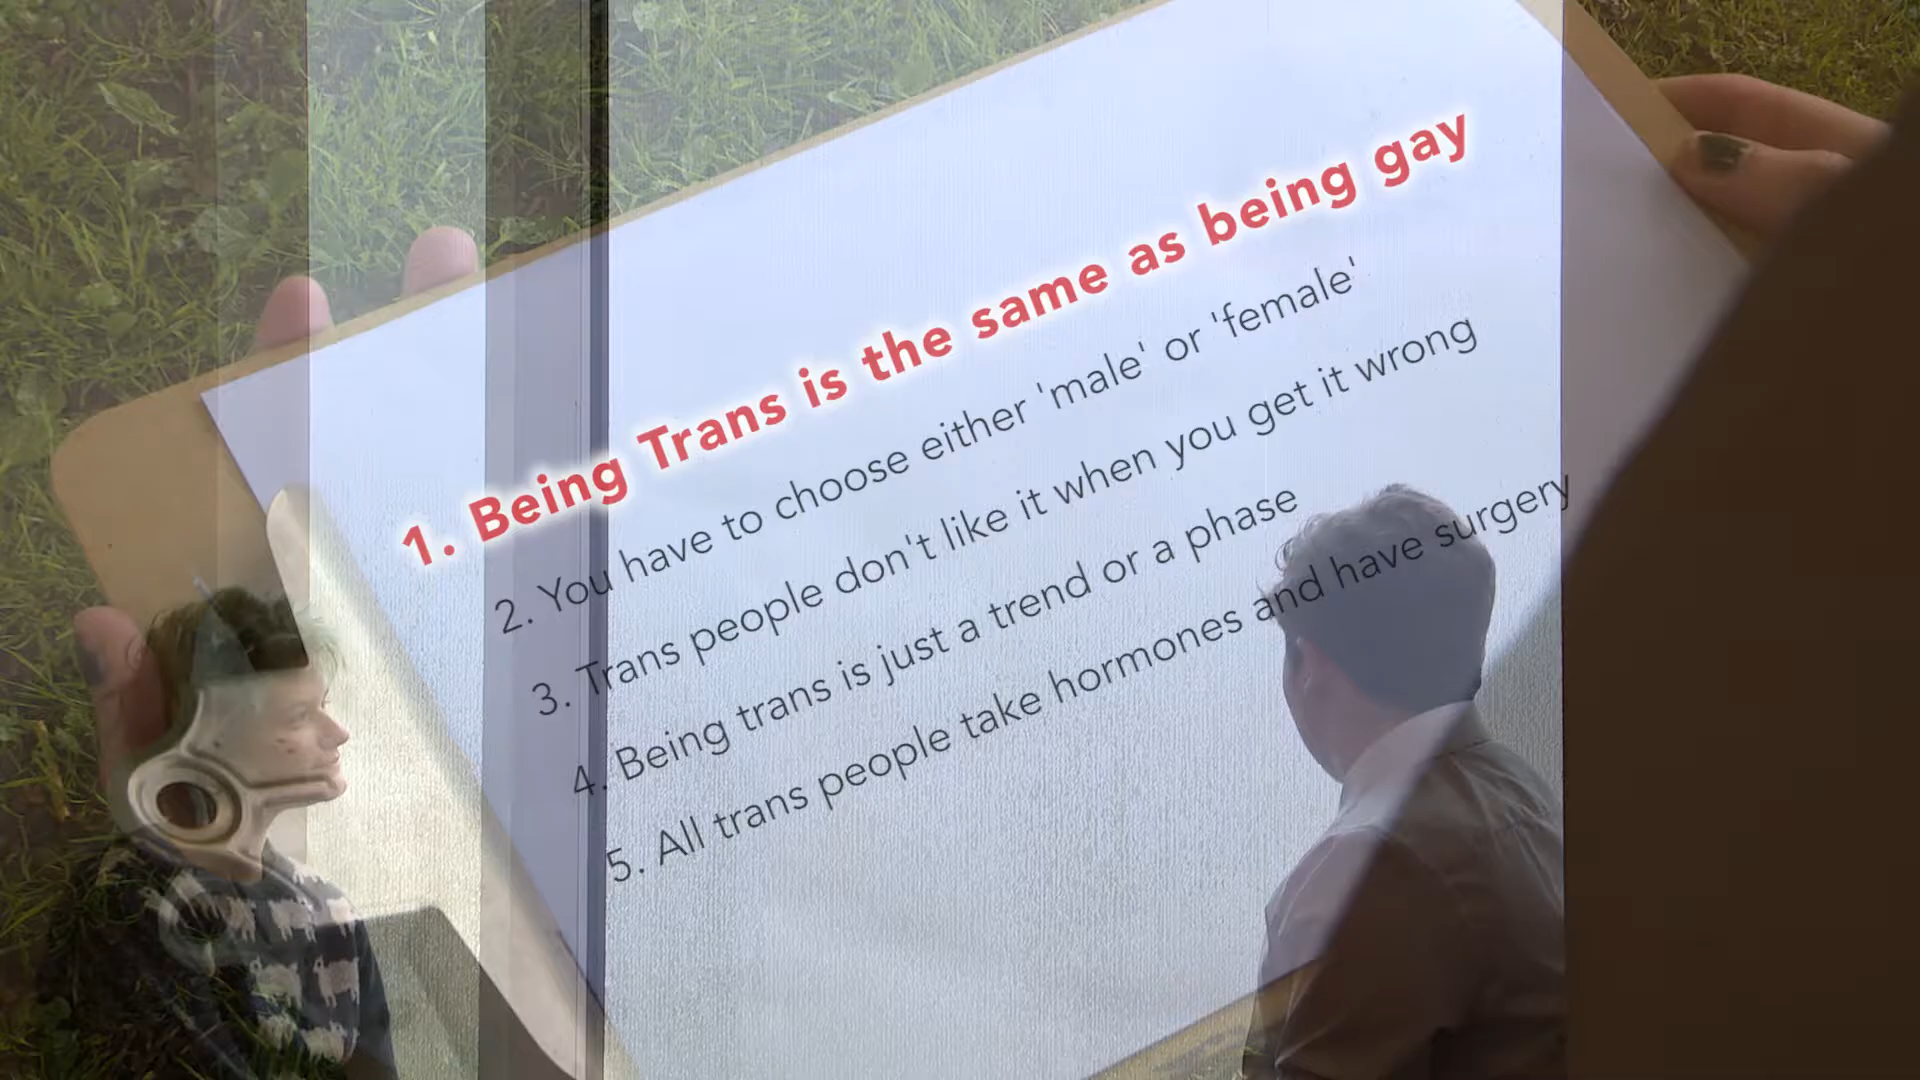 1. Being Trans is the same as being gay
2. You have to choose either 'male' or 'female'
3. Trans people don't like it when you get it wrong
4. Being trans is just a trend or a phase
5. All trans people take hormones and have surgery